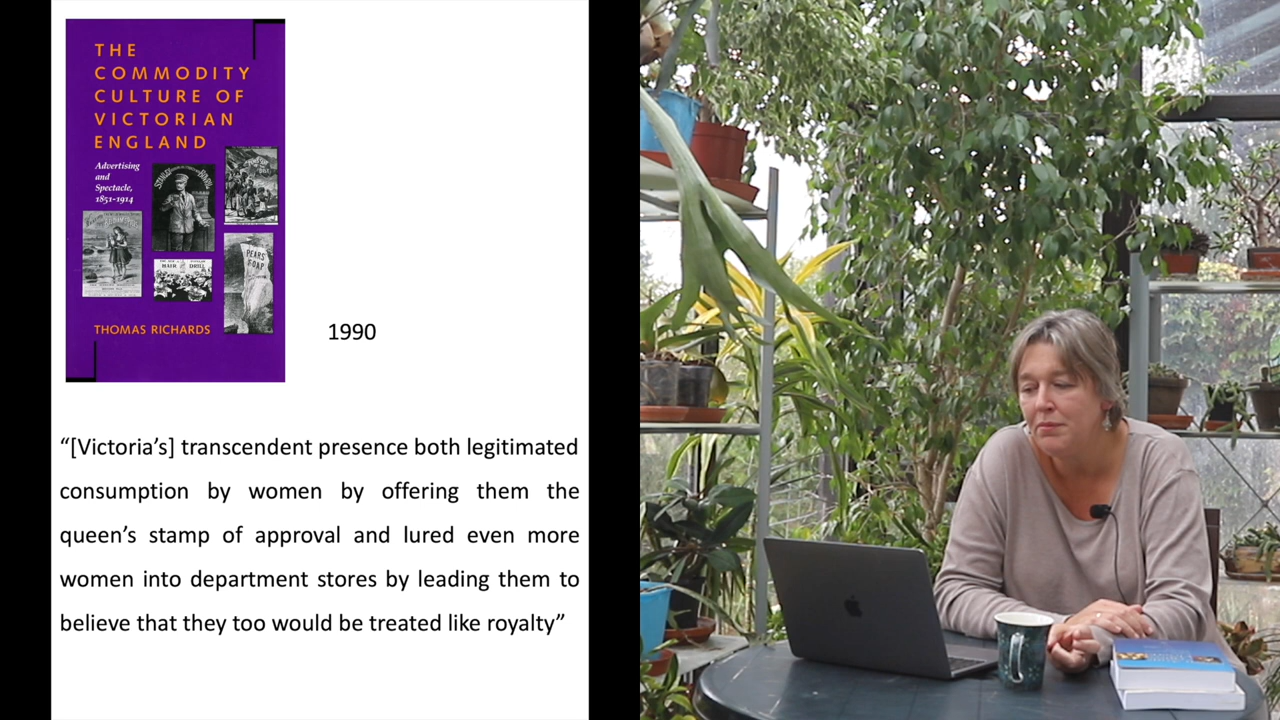 THE
COMMODITY
CULTURE OF
VICTORIAN
ENGLAND
Advertising
and
Spectacle,
1851-1914
PEARS'
SOAP
THOMAS RICHARDS
1990
“[Victoria’s] transcendent presence both legitimated
consumption by women by offering them the
queen’s stamp of approval and lured even more
women into department stores by leading them to
believe that they too would be treated like royalty”